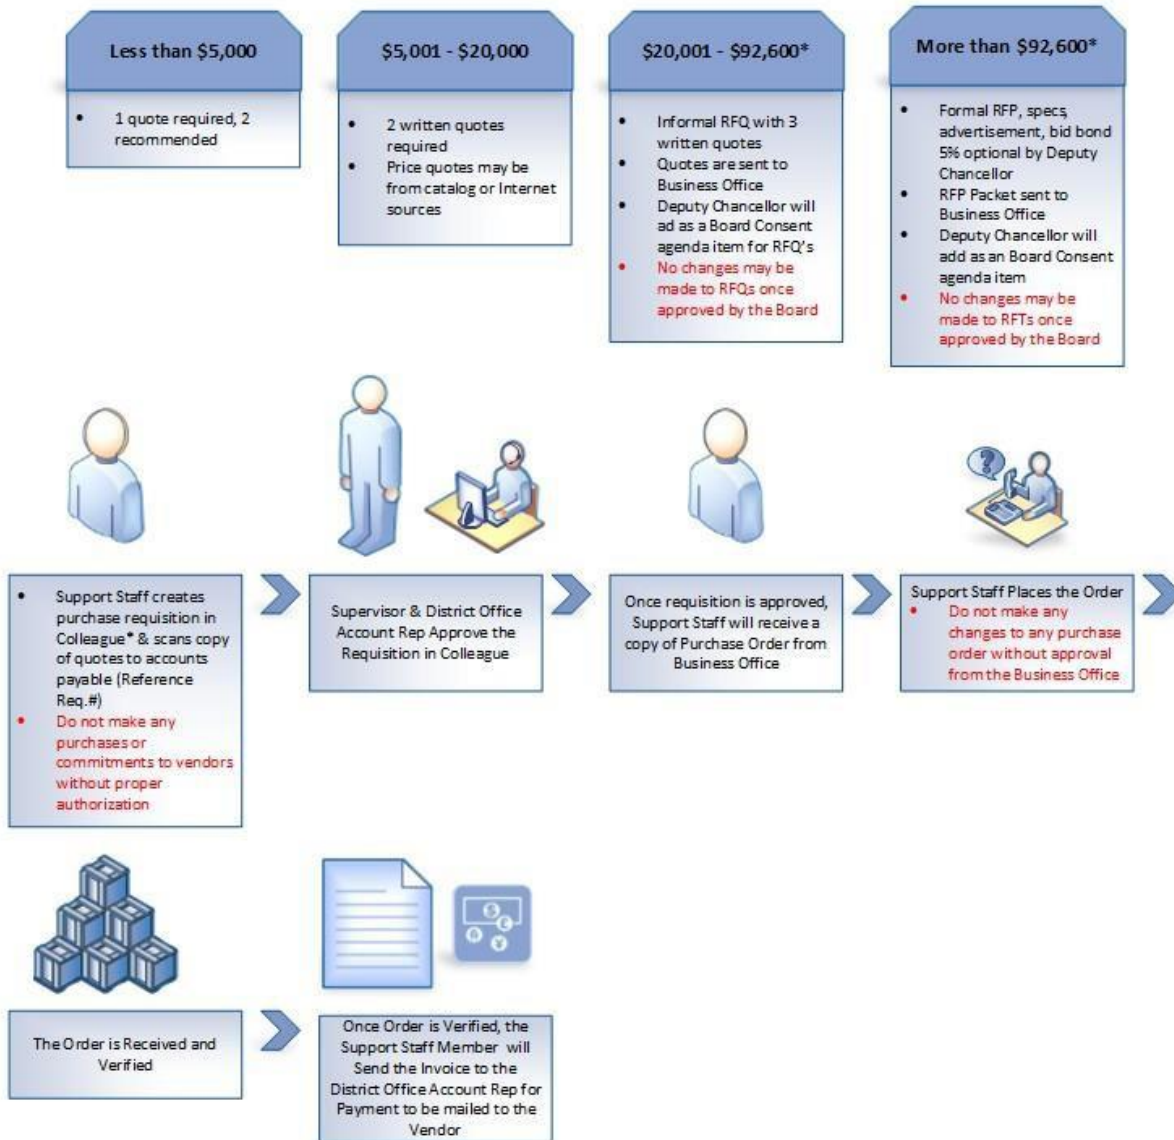 Less than $5,000
• 1 quote required, 2
recommended
$5,001 - $20,000
• 2 written quotes
required
• Price quotes may be
from catalog or Internet
sources
$20,001 - $92,600*
• Informal RFQ with 3
written quotes
• Quotes are sent to
Business Office
• Deputy Chancellor will
ad as a Board Consent
agenda item for RFQ's
• No changes may be
made to RFQs once
approved by the Board
More than $92,600*
• Formal RFP, specs,
advertisement, bid bond
5% optional by Deputy
Chancellor
• RFP Packet sent to
Business Office
• Deputy Chancellor will
add as an Board Consent
agenda item
• No changes may be
made to RFTs once
approved by the Board
• Support Staff creates
purchase requisition in
Colleague* & scans copy
of quotes to accounts
payable (Reference
Req.#)
• Do not make any
purchases or
commitments to vendors
without proper
authorization
Supervisor & District Office
Account Rep Approve the
Requisition in Colleague
Once requisition is approved,
Support Staff will receive a
copy of Purchase Order from
Business Office
?
Support Staff Places the Order
• Do not make any
changes to any purchase
order without approval
from the Business Office
The Order is Received and
Verified
Once Order is Verified, the
Support Staff Member will
Send the Invoice to the
District Office Account Rep for
Payment to be mailed to the
Vendor